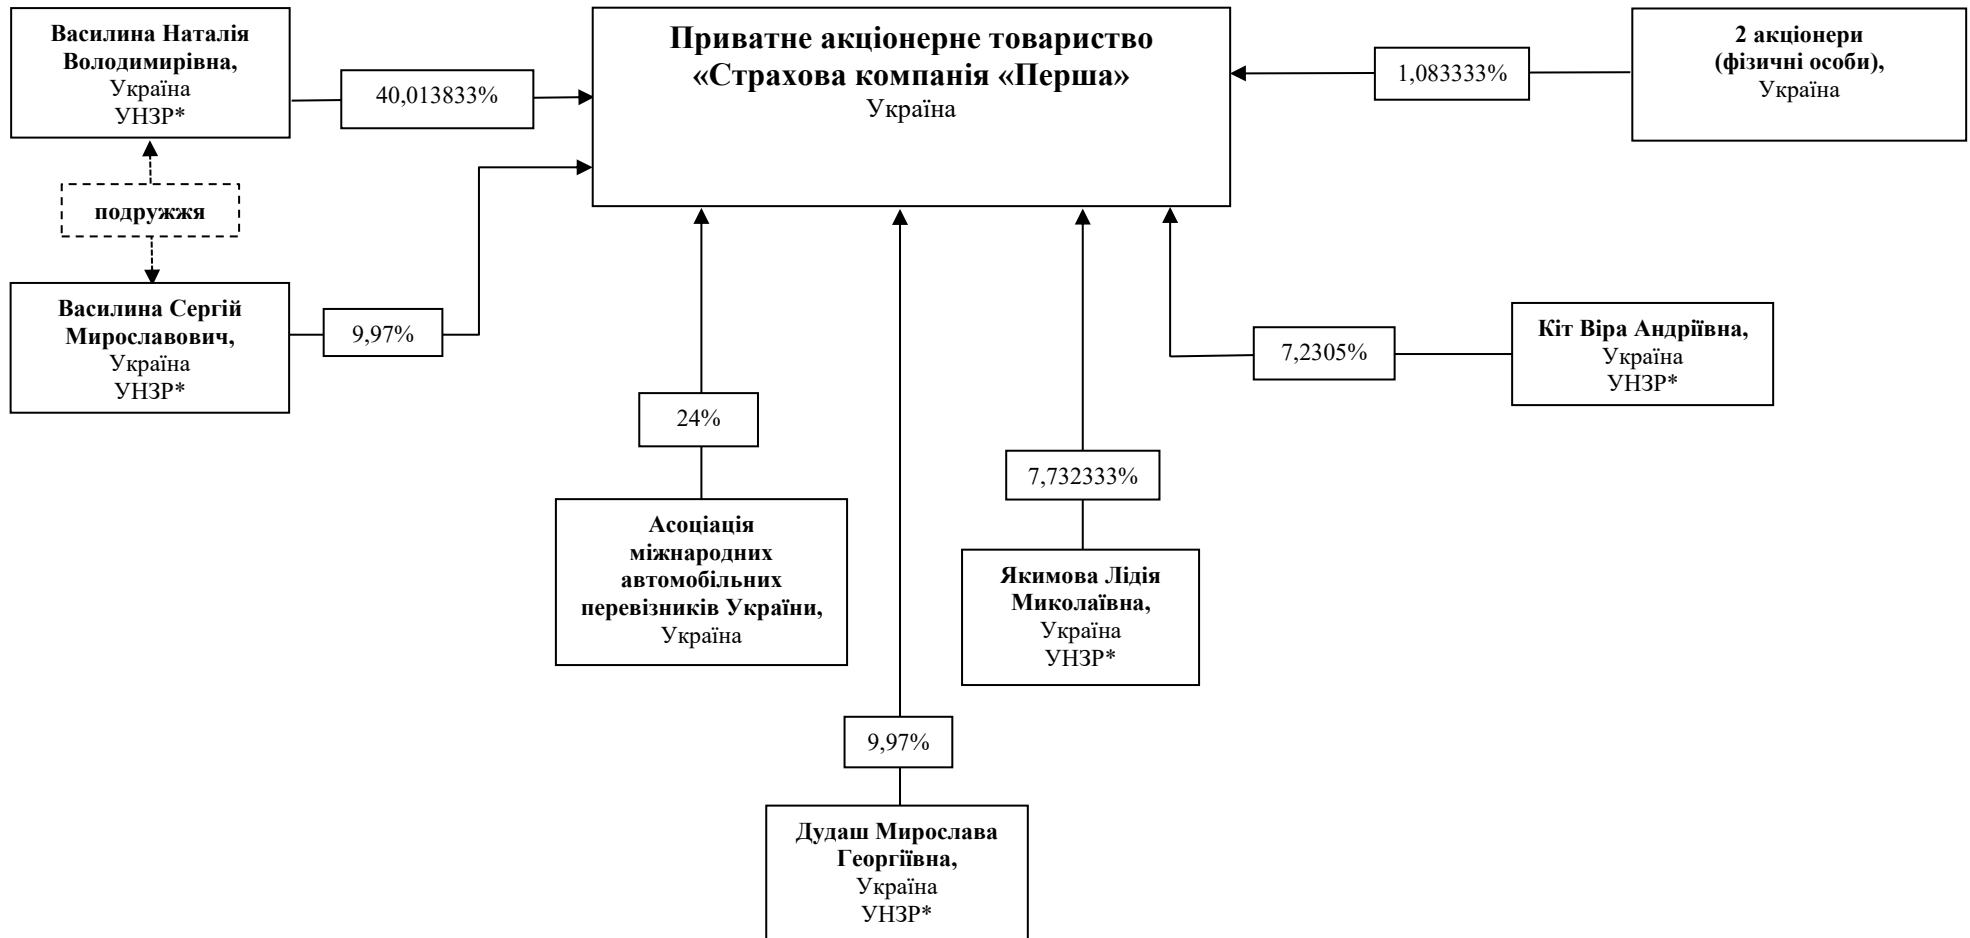 Василина Наталія
Володимирівна,
Україна
УНЗР*
40,013833%
Приватне акціонерне товариство
«Страхова компанія «Перша»
Україна
1,083333%
2 акціонери
(фізичні особи),
Україна
подружжя
Василина Сергій
Мирославович,
Україна
УНЗР*
9,97%
7,2305%
Кіт Віра Андріївна,
Україна
УНЗР*
24%
Асоціація
міжнародних
автомобільних
перевізників України,
Україна
7,732333%
Якимова Лідія
Миколаївна,
Україна
УНЗР*
9,97%
Дудаш Мирослава
Георгіївна,
Україна
УНЗР*